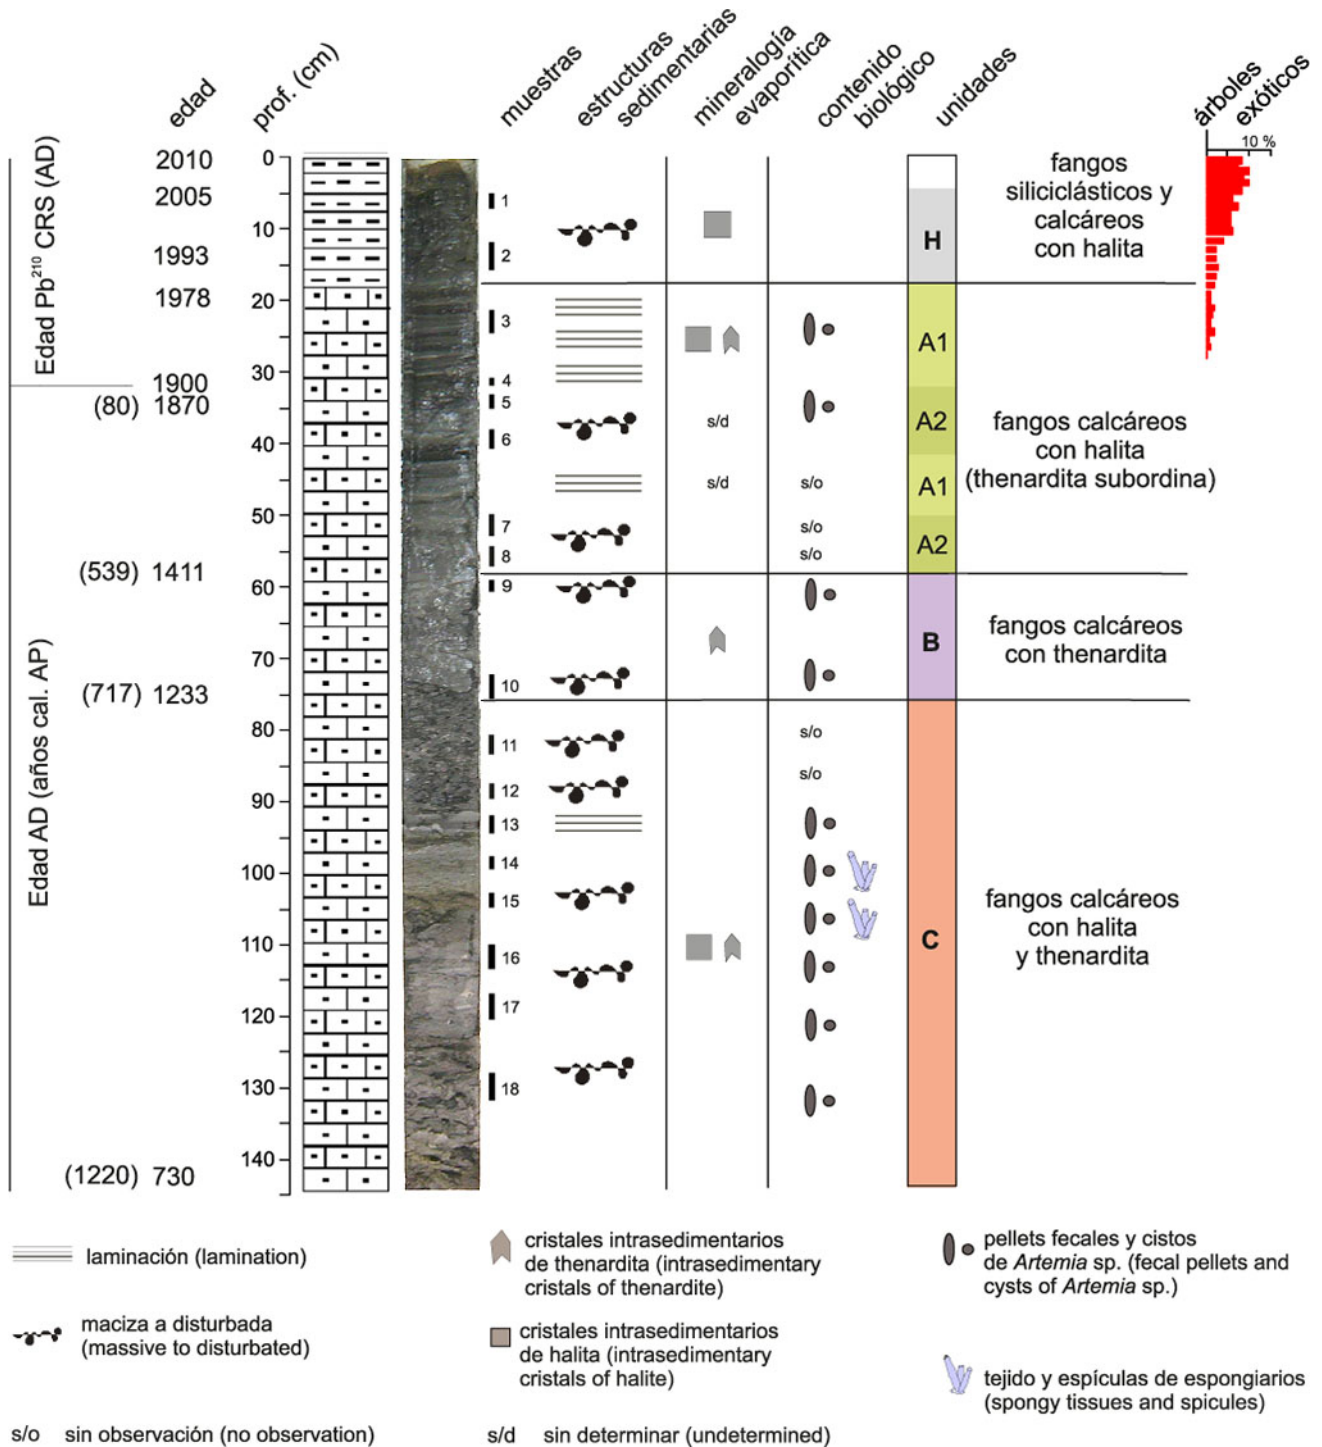 edad
prof. (cm)
muestras
estructuras
sedimentarias
mineralogía
evaporítica
contenido
biológico
unidades
árboles
exóticos
10 %
Edad Pb²¹⁰ CRS (AD)
Edad AD (años cal. AP)
2010
2005
1993
1978
1900
(80) 1870
(539) 1411
(717) 1233
(1220) 730
0
10
20
30
40
50
60
70
80
90
100
110
120
130
140
1
2
3
4
5
6
7
8
9
10
11
12
13
14
15
16
17
18
s/d
s/d
s/o
s/o
s/o
s/o
s/o
H
A1
A2
A1
A2
B
C
fangos
siliciclásticos y
calcáreos
con halita
fangos calcáreos
con halita
(thenardita subordina)
fangos calcáreos
con thenardita
fangos calcáreos
con halita
y thenardita
laminación (lamination)
maciza a disturbada
(massive to disturbated)
s/o sin observación (no observation)
cristales intrasedimentarios
de thenardita (intrasedimentary
cristals of thenardite)
cristales intrasedimentarios
de halita (intrasedimentary
cristals of halite)
s/d sin determinar (undetermined)
pellets fecales y cistos
de Artemia sp. (fecal pellets and
cysts of Artemia sp.)
tejido y espículas de espongiarios
(spongy tissues and spicules)